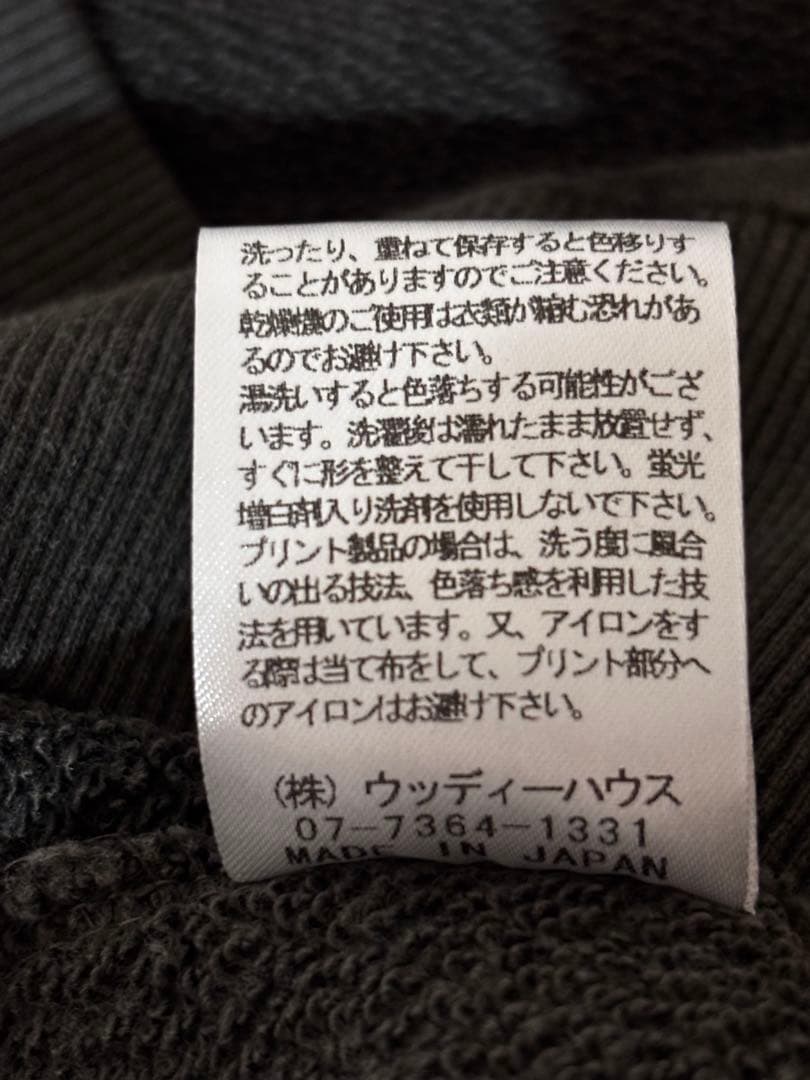 洗ったり、重ねて保存すると色移りす
ることがありますのでご注意ください。
乾燥機のご使用は衣類が縮む恐れがあ
るのでお避け下さい。
湯洗いすると色落ちする可能性がござ
います。洗濯後は濡れたまま放置せず、
すぐに形を整えて干して下さい。蛍光
増白剤入り洗剤を使用しないで下さい。
プリント製品の場合は、洗う度に風合
いの出る技法、色落ち感を利用した技
法を用いています。又、アイロンをす
る際は当て布をして、プリント部分へ
のアイロンはお避け下さい。
(株) ウッディーハウス
07-7364-1331
MADE IN JAPAN